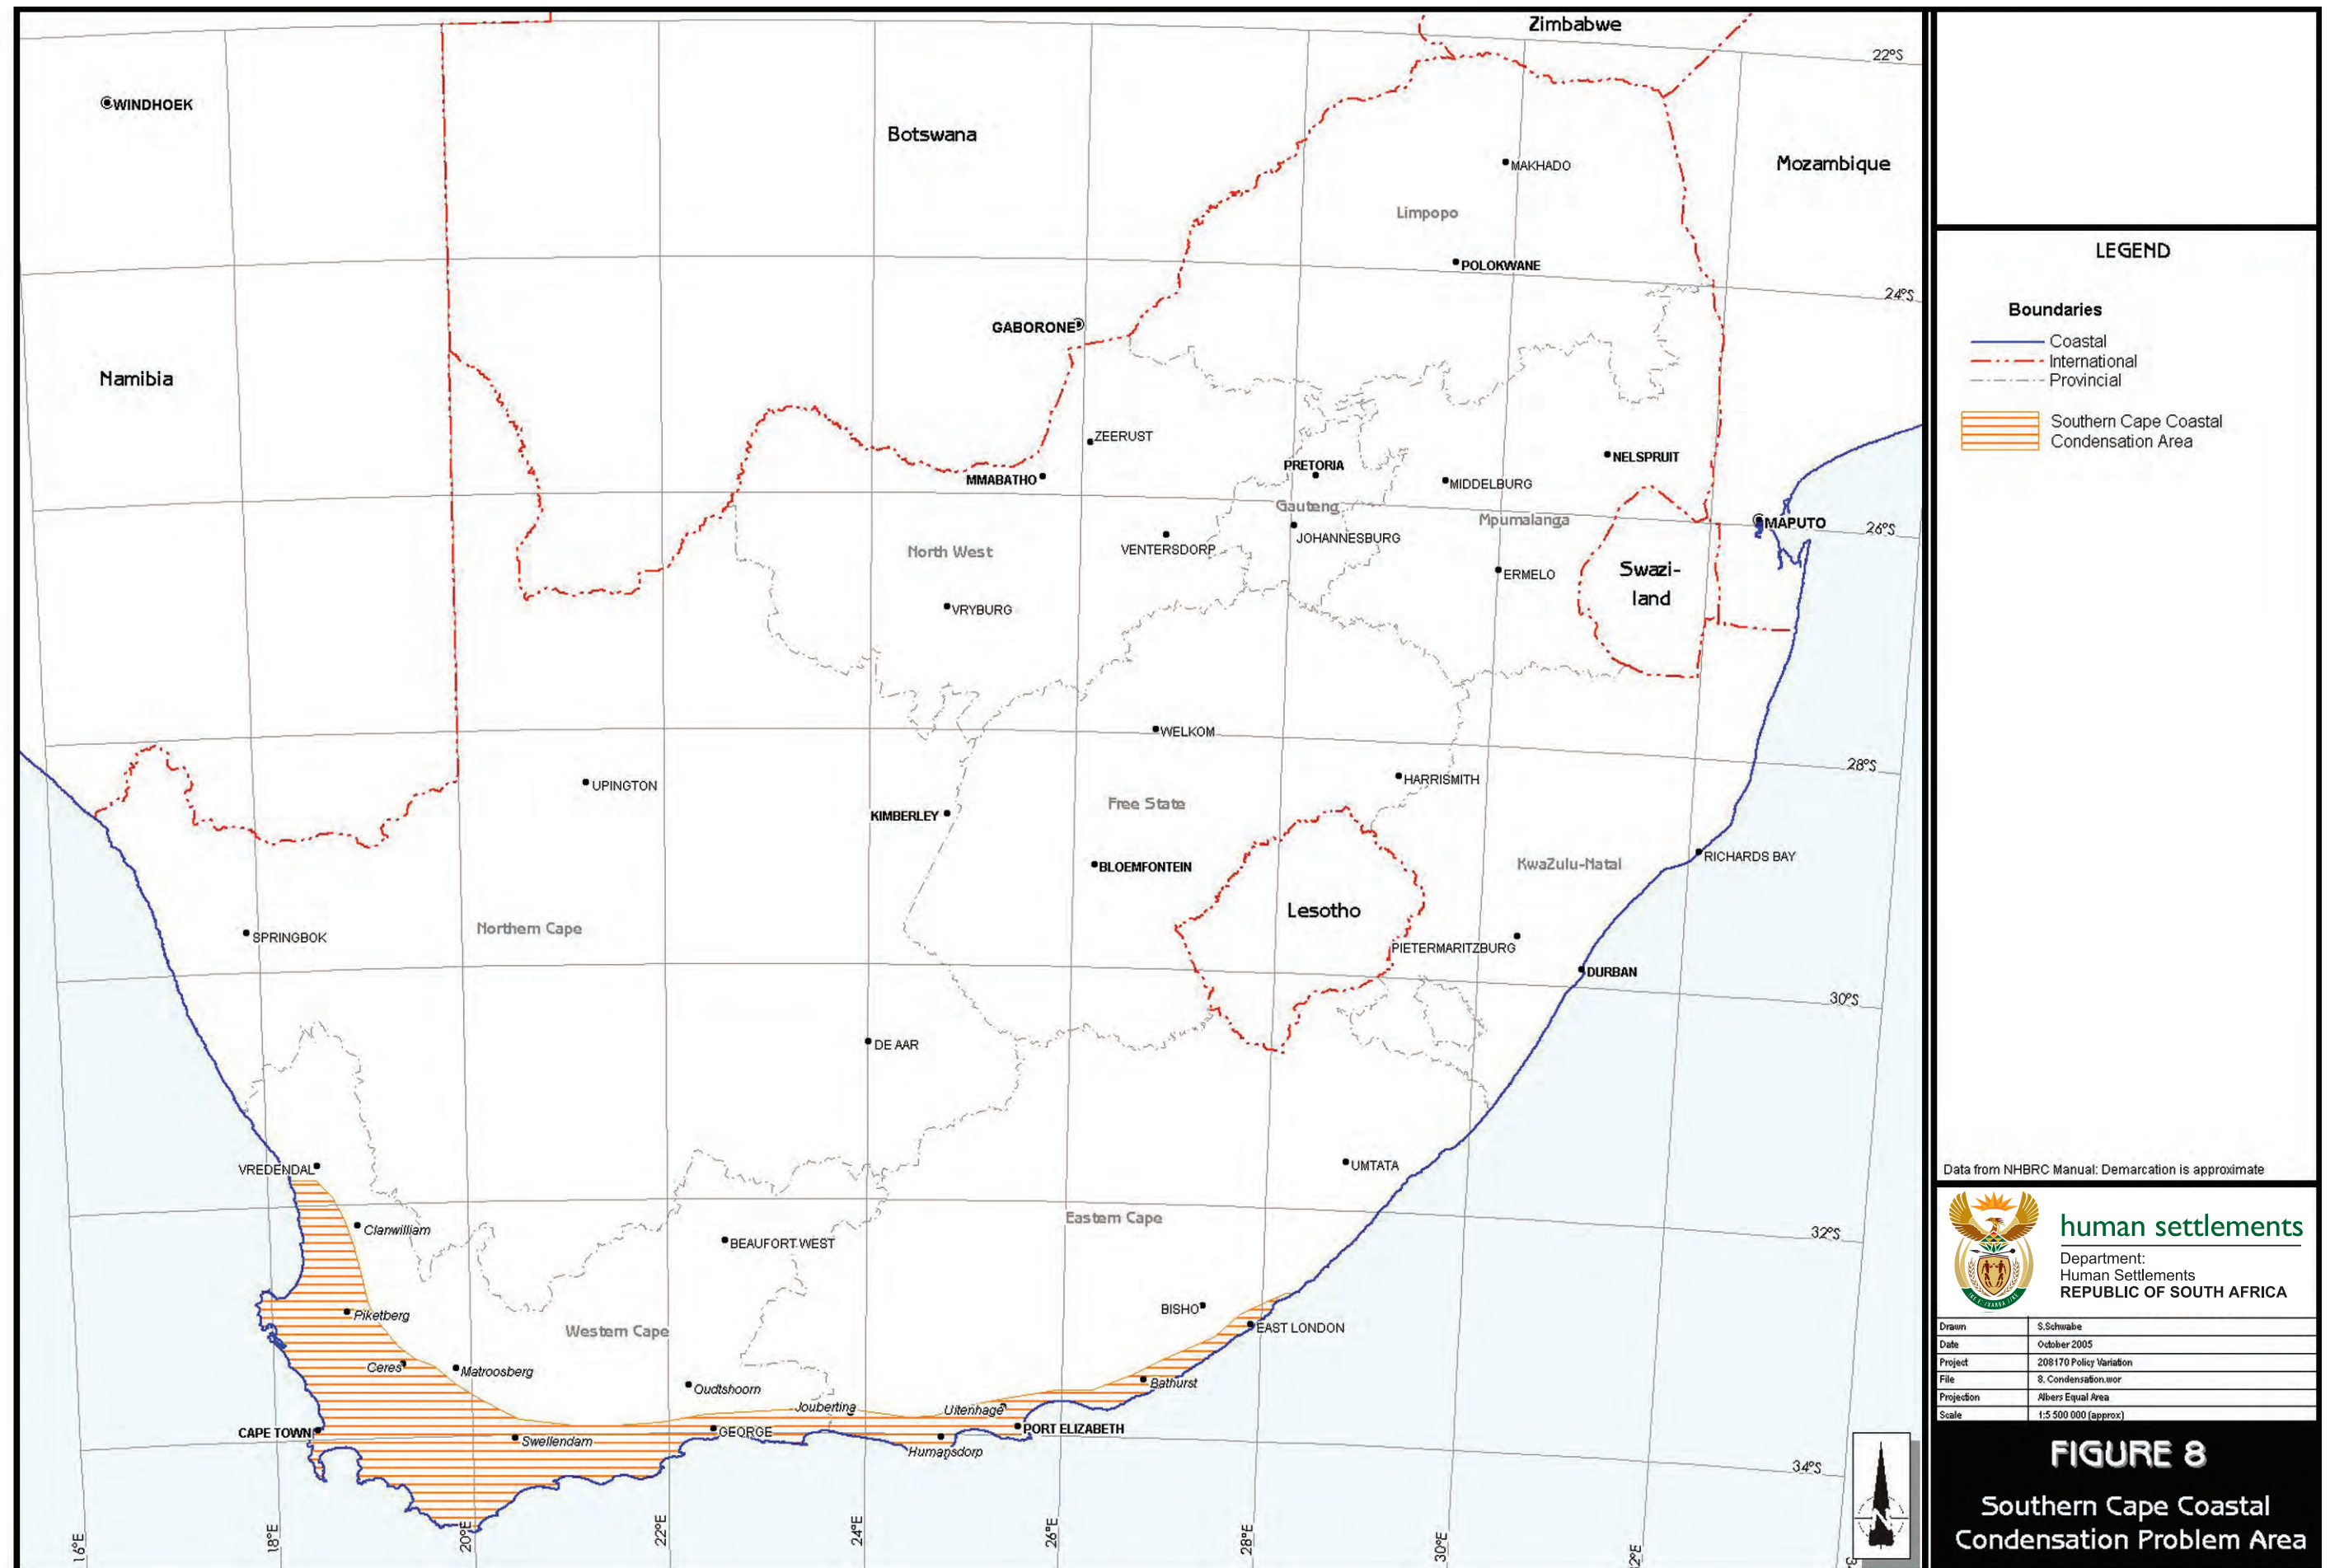 Zimbabwe
22°S
WINDHOEK
Botswana
Mozambique
MAKHADO
Limpopo
POLOKWANE
24°S
GABORONE
Namibia
ZEERUST
PRETORIA
NELSPRUIT
MMABATHO
MIDDELBURG
Gauteng
Mpumalanga
MAPUTO
26°S
JOHANNESBURG
North West
VENTERSDORP
ERMELO
Swazi-
land
VRYBURG
WELKOM
28°S
UPINGTON
HARRISMITH
Free State
KIMBERLEY
BLOEMFONTEIN
KwaZulu-Natal
RICHARDS BAY
Lesotho
Northern Cape
SPRINGBOK
PIETERMARITZBURG
DURBAN
30°S
DE AAR
VREDENDAL
UMTATA
Eastern Cape
Clanwilliam
32°S
BEAUFORT WEST
BISHO
Piketberg
EAST LONDON
Western Cape
Ceres
Matroosberg
Oudtshoorn
Bathurst
Joubertina
Uitenhage
CAPE TOWN
Swellendam
GEORGE
PORT ELIZABETH
Humansdorp
34°S
16°E
18°E
20°E
22°E
24°E
26°E
28°E
30°E
N
LEGEND
Boundaries
Coastal
International
Provincial
Southern Cape Coastal
Condensation Area
Data from NHBRC Manual: Demarcation is approximate
human settlements
Department:
Human Settlements
REPUBLIC OF SOUTH AFRICA
Drawn S.Schwabe
Date October 2005
Project 208170 Policy Variation
File 8. Condensation.wor
Projection Albers Equal Area
Scale 1:5 500 000 (approx)
FIGURE 8
Southern Cape Coastal
Condensation Problem Area